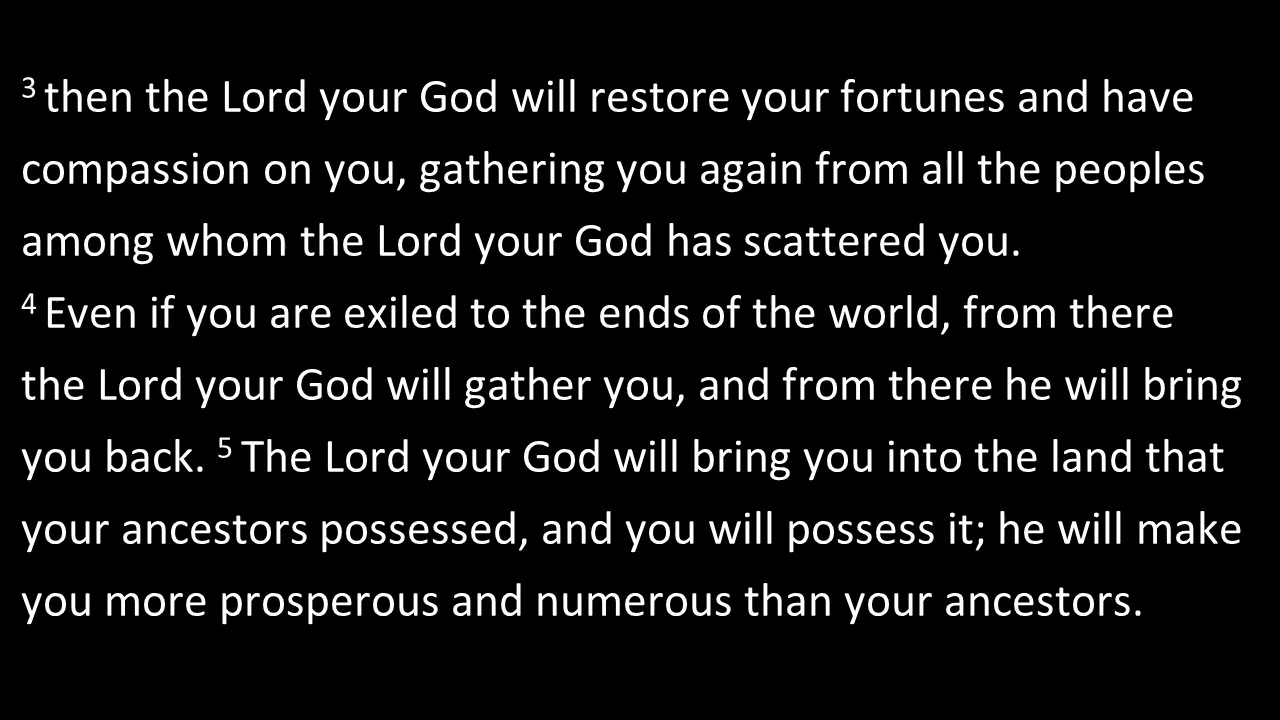 3 then the Lord your God will restore your fortunes and have
compassion on you, gathering you again from all the peoples
among whom the Lord your God has scattered you.
4 Even if you are exiled to the ends of the world, from there
the Lord your God will gather you, and from there he will bring
you back. 5 The Lord your God will bring you into the land that
your ancestors possessed, and you will possess it; he will make
you more prosperous and numerous than your ancestors.